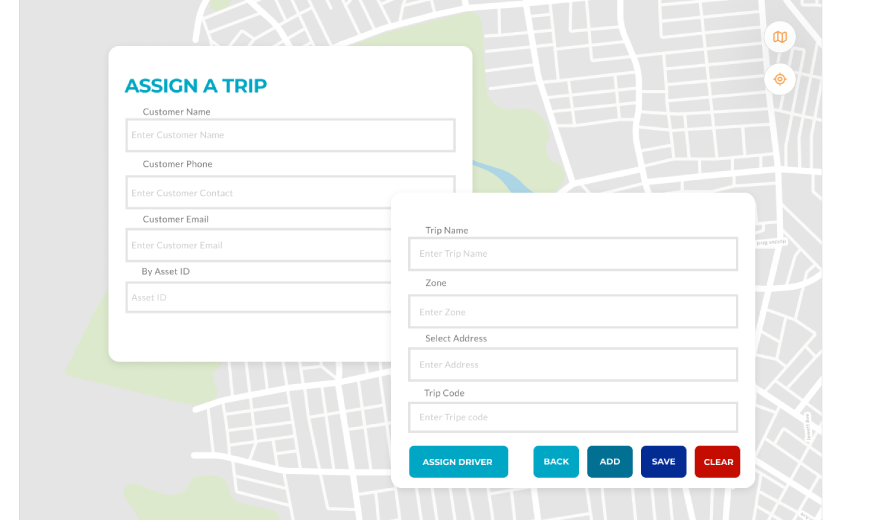 ASSIGN A TRIP
Customer Name
Enter Customer Name
Customer Phone
Enter Customer Contact
Customer Email
Enter Customer Email
By Asset ID
Asset ID
Trip Name
Enter Trip Name
Zone
Enter Zone
Select Address
Enter Address
Trip Code
Enter Tripe code
ASSIGN DRIVER
BACK
ADD
SAVE
CLEAR